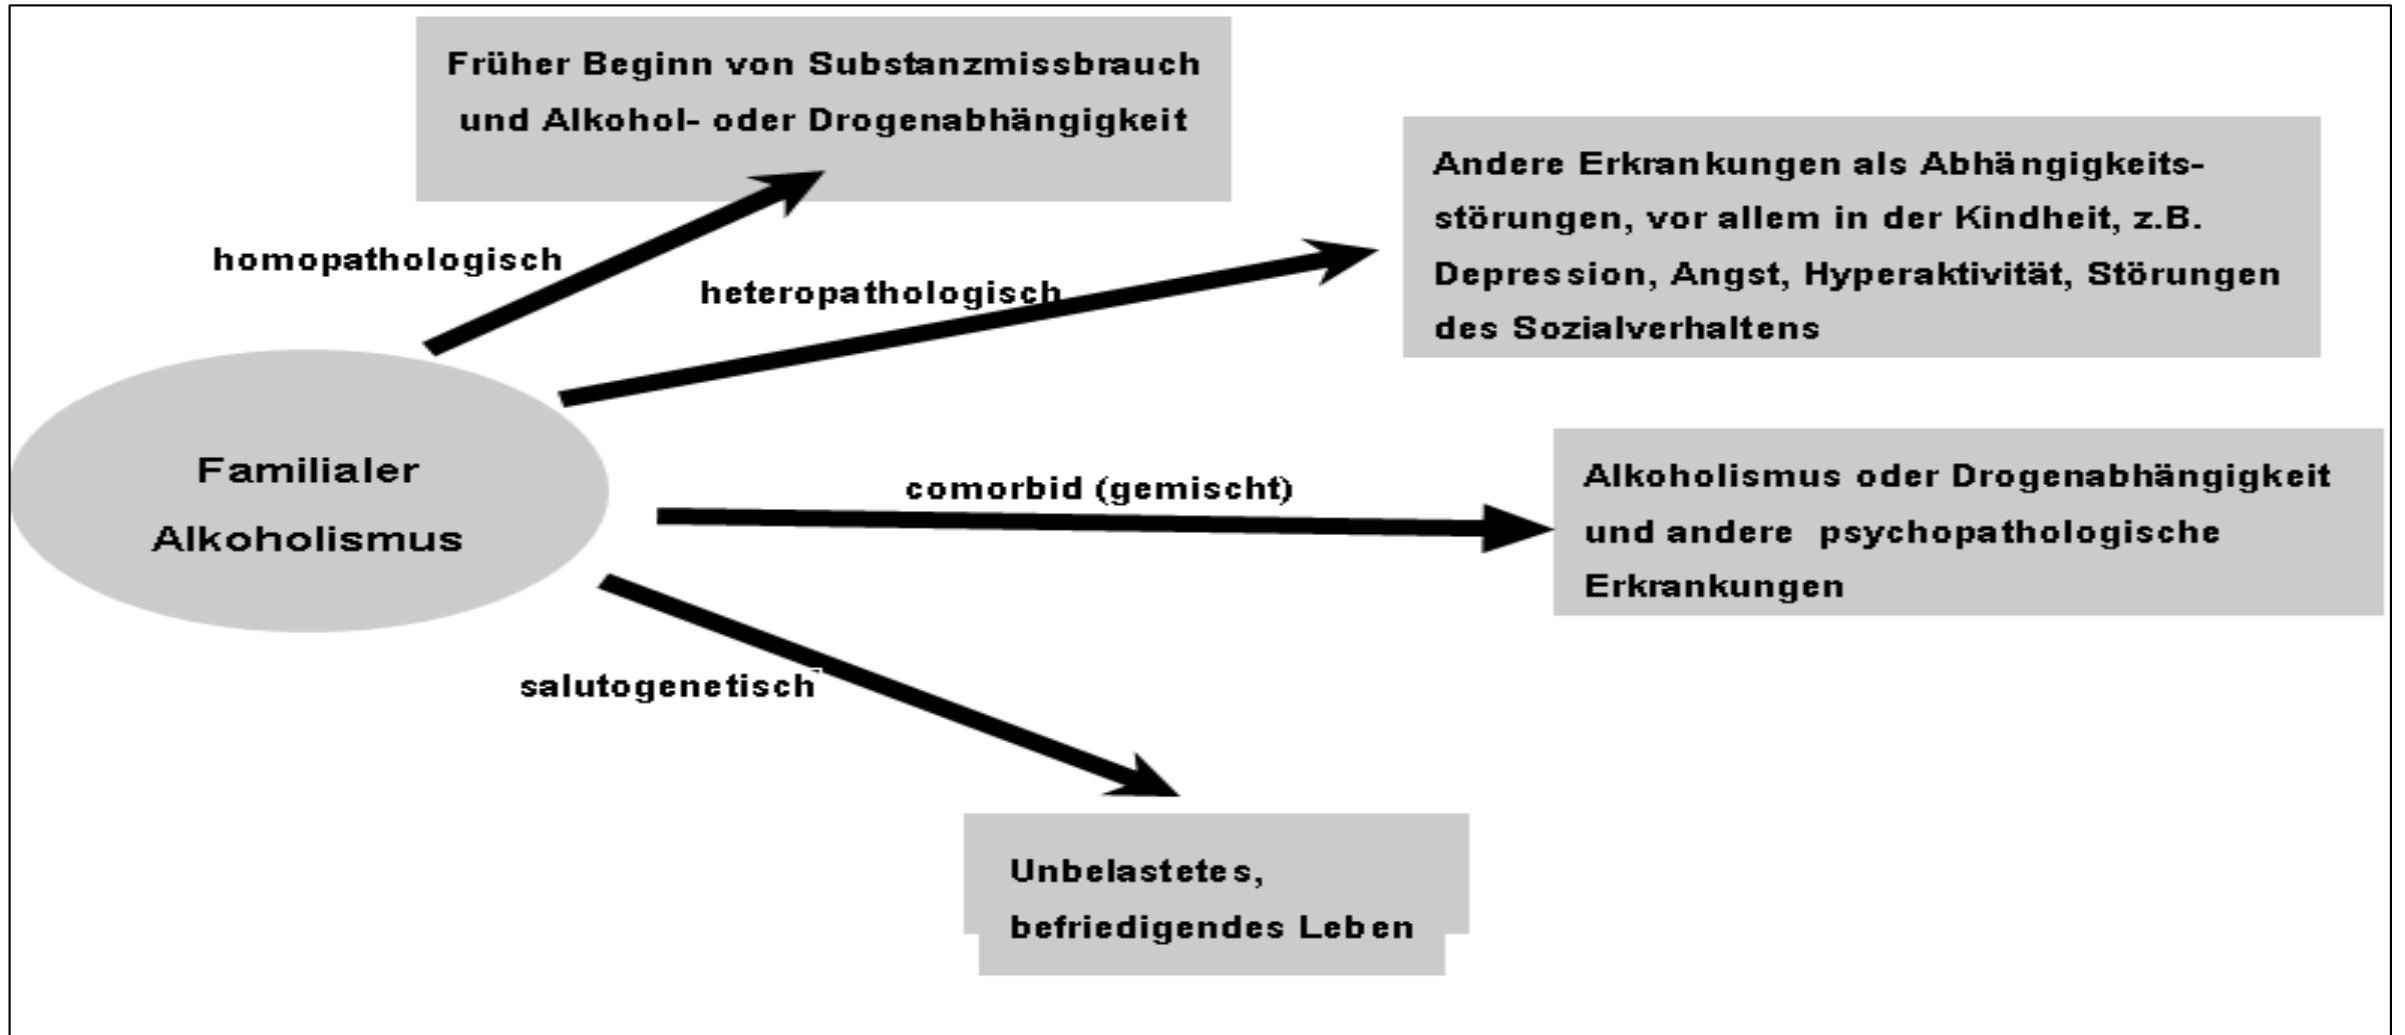 Früher Beginn von Substanzmissbrauch
und Alkohol- oder Drogenabhängigkeit
homopathologisch
Andere Erkrankungen als Abhängigkeits-
störungen, vor allem in der Kindheit, z.B.
Depression, Angst, Hyperaktivität, Störungen
des Sozialverhaltens
heteropathologisch
Familialer
Alkoholismus
comorbid (gemischt)
Alkoholismus oder Drogenabhängigkeit
und andere psychopathologische
Erkrankungen
salutogenetisch
Unbelastetes,
befriedigendes Leben